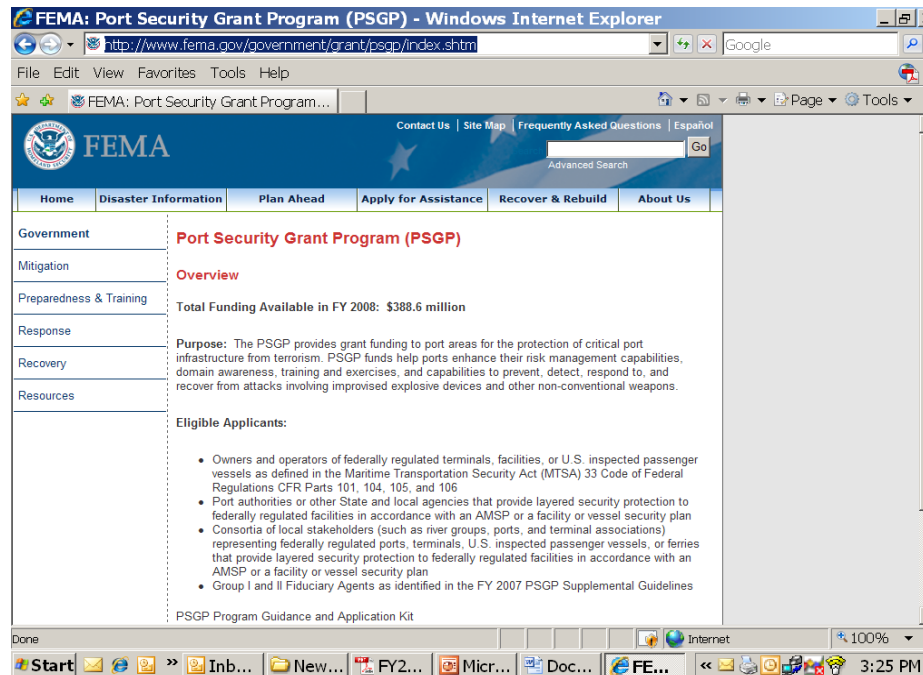 FEMA: Port Security Grant Program (PSGP) - Windows Internet Explorer
http://www.fema.gov/government/grant/psgp/index.shtm
Google
File Edit View Favorites Tools Help
FEMA: Port Security Grant Program...
Page Tools
Contact Us | Site Map | Frequently Asked Questions | Español
FEMA
Go
Advanced Search
Home Disaster Information Plan Ahead Apply for Assistance Recover & Rebuild About Us
Government
Mitigation
Preparedness & Training
Response
Recovery
Resources
Port Security Grant Program (PSGP)
Overview
Total Funding Available in FY 2008: $388.6 million
Purpose: The PSGP provides grant funding to port areas for the protection of critical port
infrastructure from terrorism. PSGP funds help ports enhance their risk management capabilities,
domain awareness, training and exercises, and capabilities to prevent, detect, respond to, and
recover from attacks involving improvised explosive devices and other non-conventional weapons.
Eligible Applicants:
• Owners and operators of federally regulated terminals, facilities, or U.S. inspected passenger
vessels as defined in the Maritime Transportation Security Act (MTSA) 33 Code of Federal
Regulations CFR Parts 101, 104, 105, and 106
• Port authorities or other State and local agencies that provide layered security protection to
federally regulated facilities in accordance with an AMSP or a facility or vessel security plan
• Consortia of local stakeholders (such as river groups, ports, and terminal associations)
representing federally regulated ports, terminals, U.S. inspected passenger vessels, or ferries
that provide layered security protection to federally regulated facilities in accordance with an
AMSP or a facility or vessel security plan
• Group I and II Fiduciary Agents as identified in the FY 2007 PSGP Supplemental Guidelines
PSGP Program Guidance and Application Kit
Done Internet 100%
Start » Inb... New... FY2... Micr... Doc... FE... « 3:25 PM